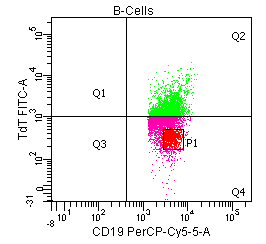 B-Cells
TdT FITC-A
10^5
10^4
10^3
10^2
-31
Q1
Q2
Q3
Q4
P1
-8
10^1
10^2
10^3
10^4
10^5
CD19 PerCP-Cy5-5-A